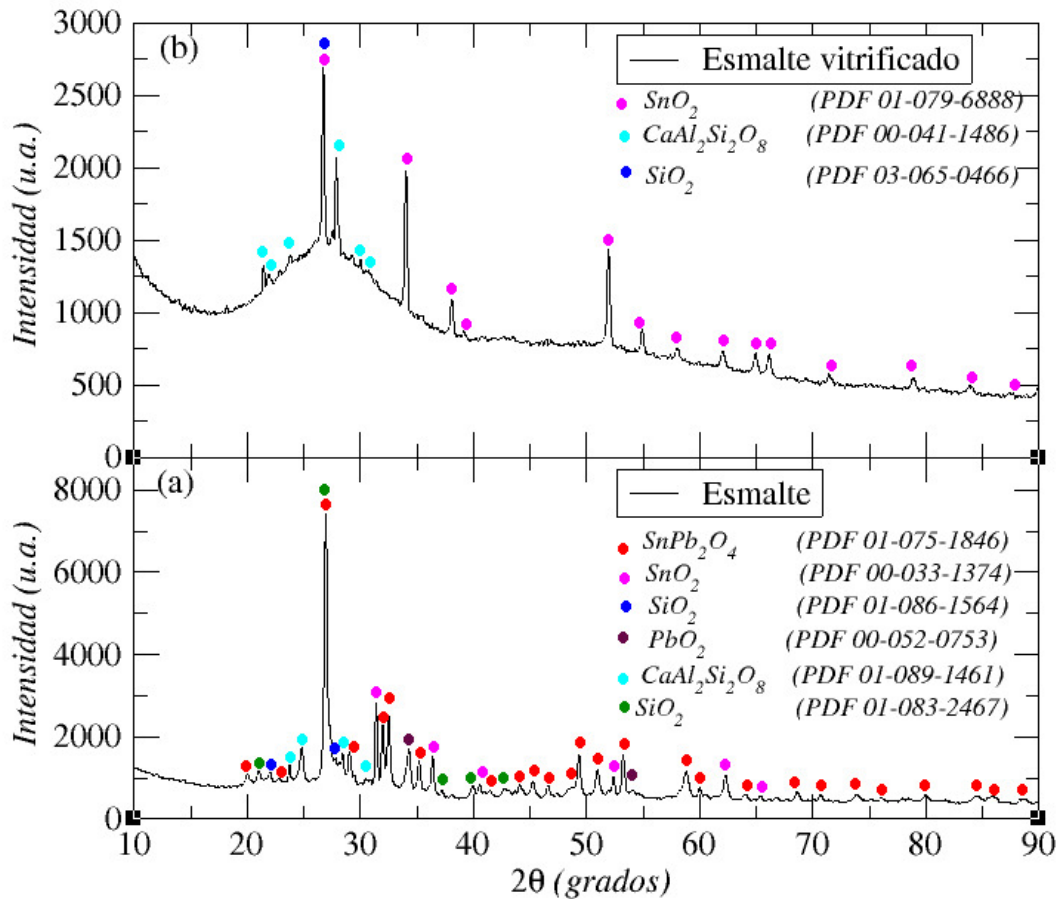 (b)
Esmalte vitrificado
SnO2 (PDF 01-079-6888)
CaAl2Si2O8 (PDF 00-041-1486)
SiO2 (PDF 03-065-0466)
3000
2500
2000
1500
1000
500
0
Intensidad (u.a.)
(a)
Esmalte
SnPb2O4 (PDF 01-075-1846)
SnO2 (PDF 00-033-1374)
SiO2 (PDF 01-086-1564)
PbO2 (PDF 00-052-0753)
CaAl2Si2O8 (PDF 01-089-1461)
SiO2 (PDF 01-083-2467)
8000
6000
4000
2000
0
Intensidad (u.a.)
10 20 30 40 50 60 70 80 90
2θ (grados)